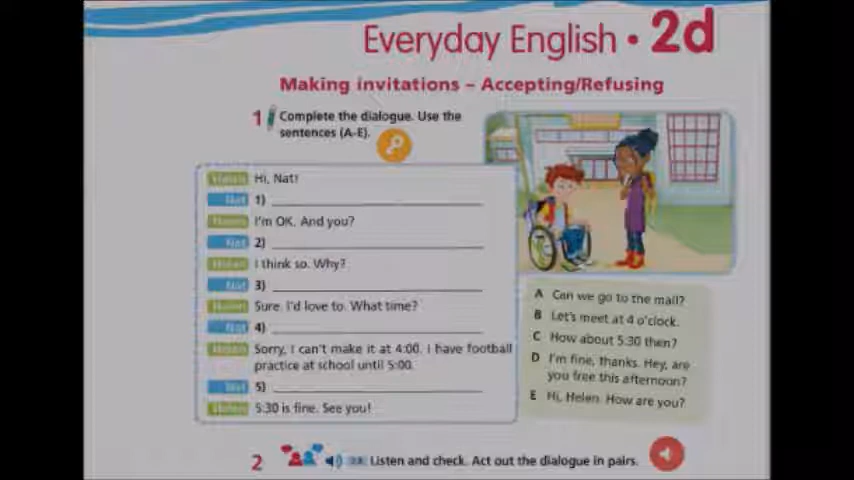 Everyday English • 2d
Making invitations – Accepting/Refusing
1 Complete the dialogue. Use the
sentences (A-E).
Helen Hi, Nat!
Nat 1)
Helen I'm OK. And you?
Nat 2)
Helen I think so. Why?
Nat 3)
Helen Sure. I'd love to. What time?
Nat 4)
Helen Sorry, I can't make it at 4:00. I have football
practice at school until 5:00.
Nat 5)
Helen 5:30 is fine. See you!
A Can we go to the mall?
B Let's meet at 4 o'clock.
C How about 5:30 then?
D I'm fine, thanks. Hey, are
you free this afternoon?
E Hi, Helen. How are you?
2 Listen and check. Act out the dialogue in pairs.